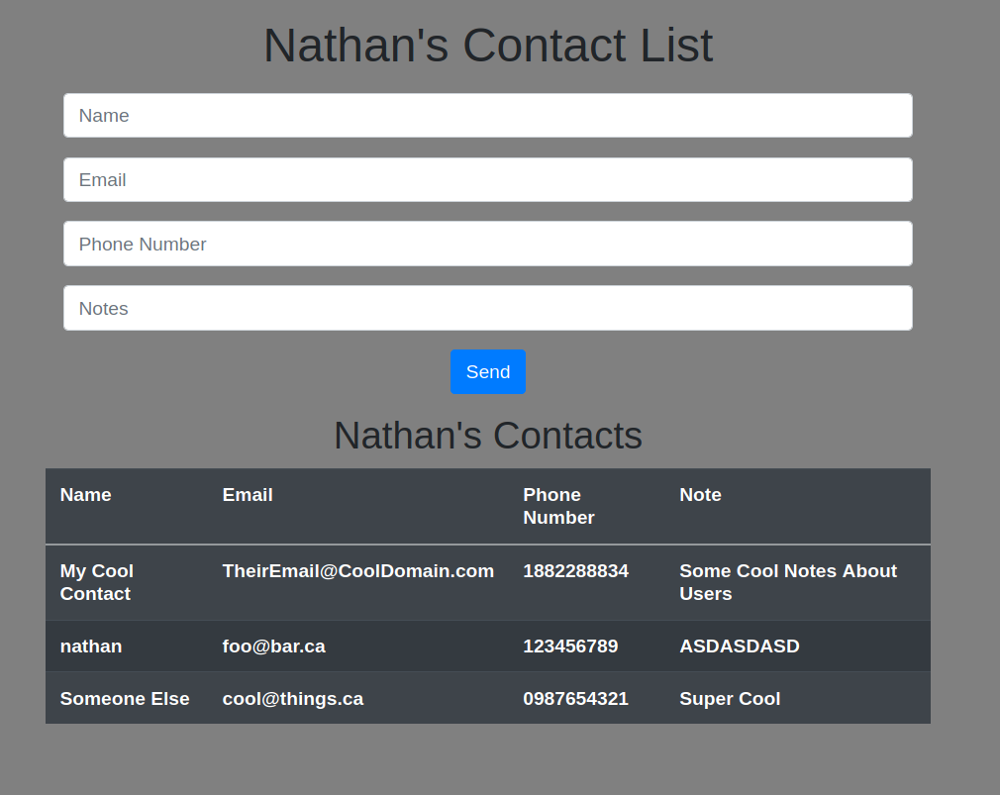 Nathan's Contact List
Name
Email
Phone Number
Notes
Send
Nathan's Contacts
Name Email Phone Number Note
My Cool Contact TheirEmail@CoolDomain.com 1882288834 Some Cool Notes About Users
nathan foo@bar.ca 123456789 ASDASDASD
Someone Else cool@things.ca 0987654321 Super Cool